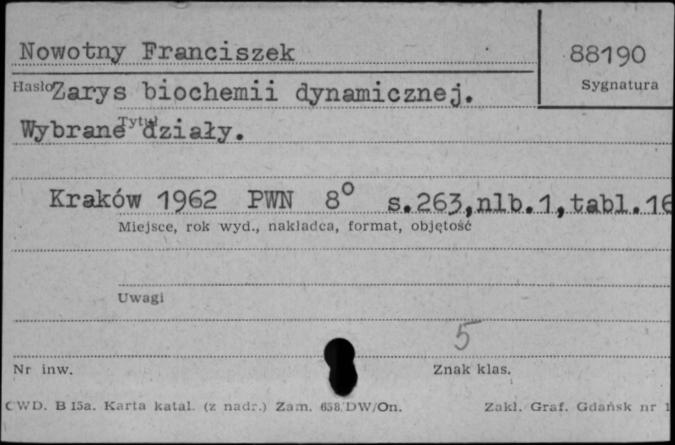 Nowotny Franciszek
88190
Hasło
Sygnatura
Zarys biochemii dynamicznej.
Tytuł
Wybrane działy.
Kraków 1962 PWN 8° s.263,nlb.1,tabl.16
Miejsce, rok wyd., nakładca, format, objętość
Uwagi
5
Nr inw.
Znak klas.
CWD. B 15a. Karta katal. (z nadr.) Zam. 658/DW/On.
Zakł. Graf. Gdańsk nr 1